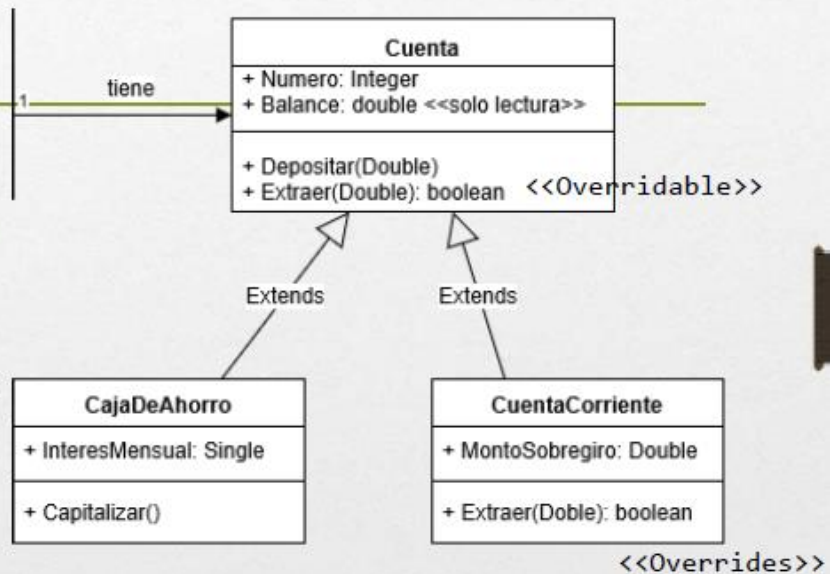 Cuenta
+ Numero: Integer
+ Balance: double <<solo lectura>>
tiene
1
+ Depositar(Double)
+ Extraer(Double): boolean <<Overridable>>
Extends
Extends
CajaDeAhorro
+ InteresMensual: Single
+ Capitalizar()
CuentaCorriente
+ MontoSobregiro: Double
+ Extraer(Doble): boolean
<<Overrides>>